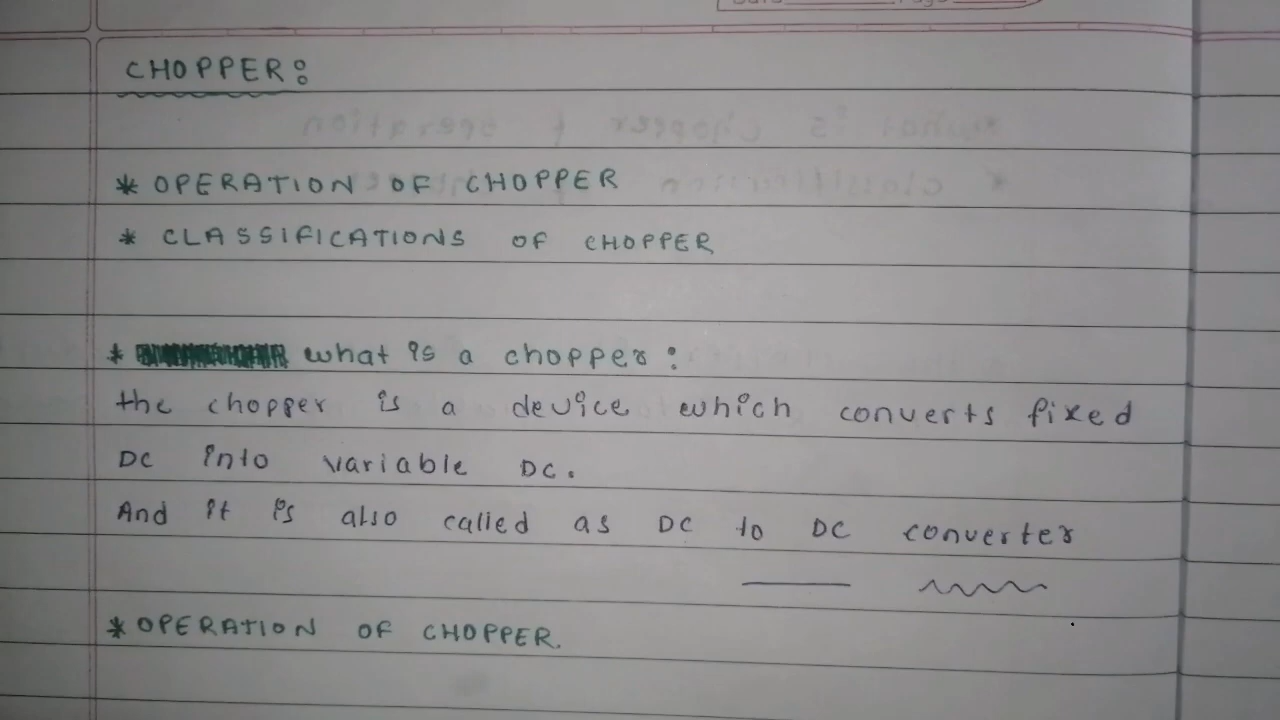 CHOPPER:
* OPERATION OF CHOPPER
* CLASSIFICATIONS OF CHOPPER
* what is a chopper:
the chopper is a device which converts fixed
DC into variable DC.
And it is also called as DC to DC converter
* OPERATION OF CHOPPER.